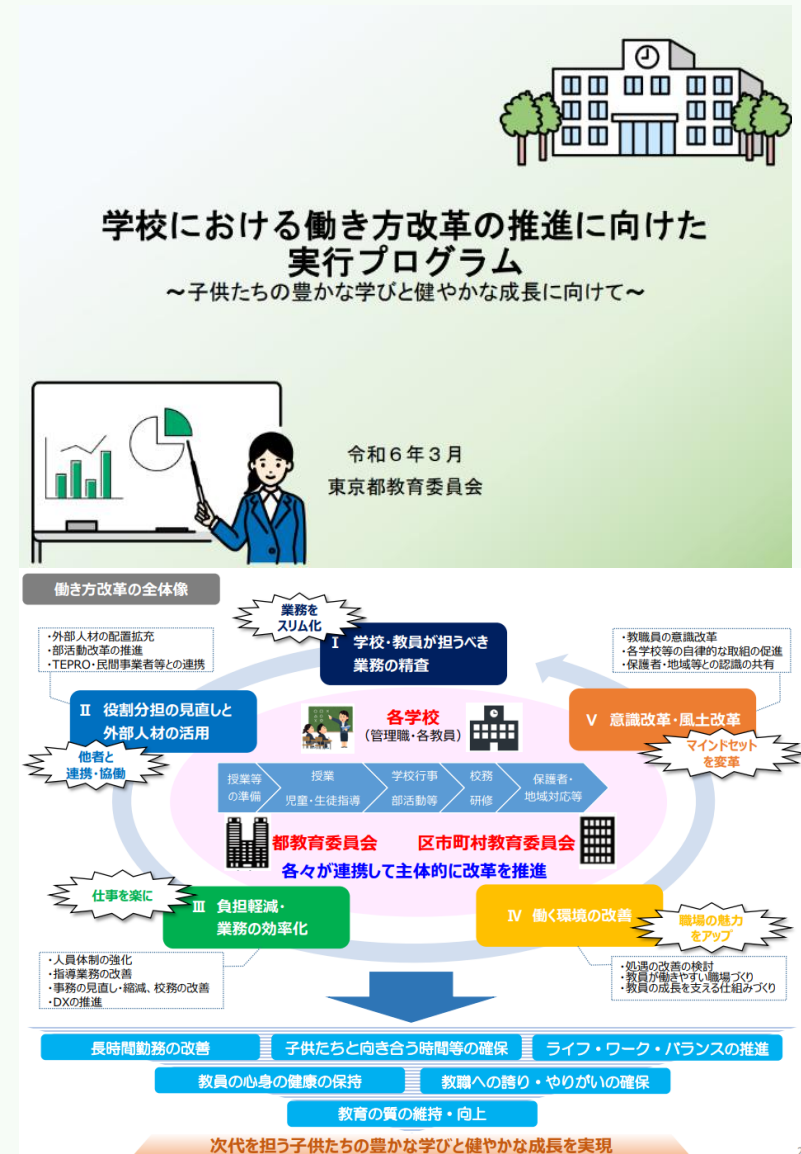 学校における働き方改革の推進に向けた
実行プログラム
～子供たちの豊かな学びと健やかな成長に向けて～
令和６年３月
東京都教育委員会
働き方改革の全体像
業務を
スリム化
Ⅰ 学校・教員が担うべき
業務の精査
・外部人材の配置拡充
・部活動改革の推進
・TEPRO・民間事業者等との連携
Ⅱ 役割分担の見直しと
外部人材の活用
他者と
連携・協働
・教職員の意識改革
・各学校等の自律的な取組の促進
・保護者・地域等との認識の共有
Ⅴ 意識改革・風土改革
マインドセット
を変革
各学校
（管理職・各教員）
授業等
の準備
授業
児童・生徒指導
学校行事
部活動等
校務
研修
保護者・
地域対応等
都教育委員会
区市町村教育委員会
各々が連携して主体的に改革を推進
仕事を楽に
Ⅲ 負担軽減・
業務の効率化
・人員体制の強化
・指導業務の改善
・事務の見直し・縮減、校務の改善
・DXの推進
Ⅳ 働く環境の改善
職場の魅力
をアップ
・処遇の改善の検討
・教員が働きやすい職場づくり
・教員の成長を支える仕組みづくり
長時間勤務の改善
子供たちと向き合う時間等の確保
ライフ・ワーク・バランスの推進
教員の心身の健康の保持
教職への誇り・やりがいの確保
教育の質の維持・向上
次代を担う子供たちの豊かな学びと健やかな成長を実現